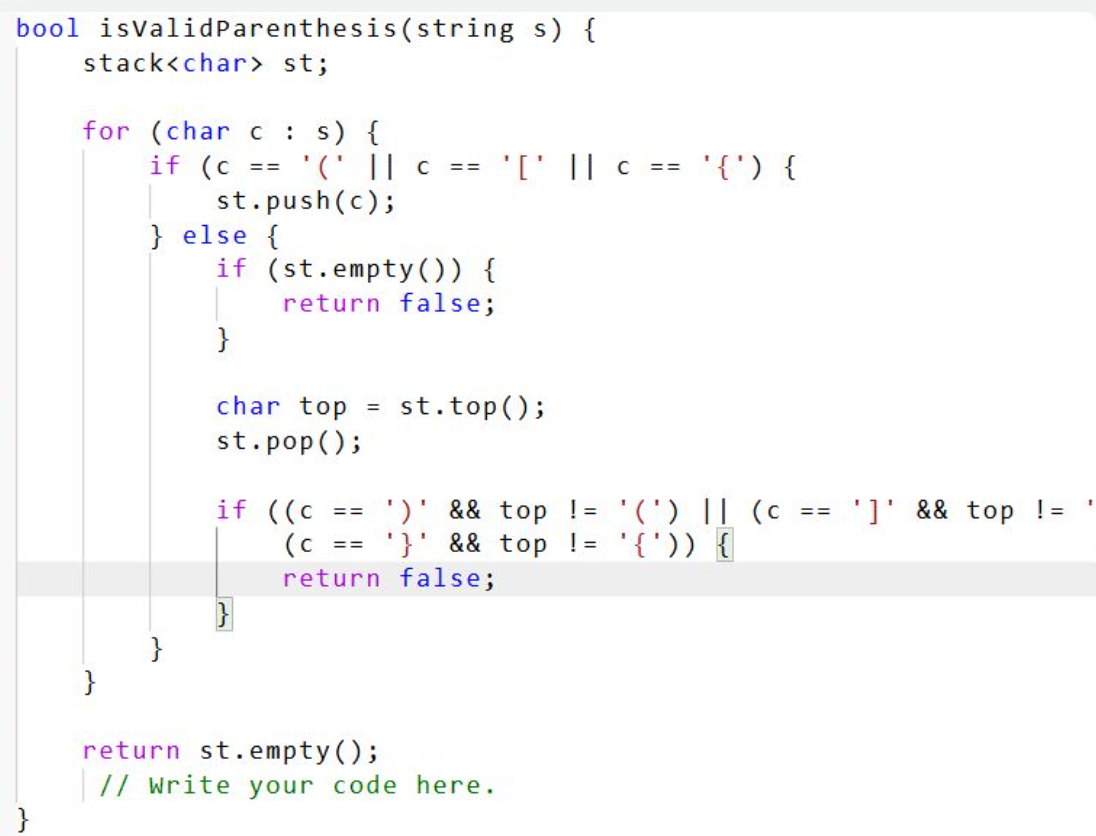 bool isValidParenthesis(string s) {
    stack<char> st;

    for (char c : s) {
        if (c == '(' || c == '[' || c == '{') {
            st.push(c);
        } else {
            if (st.empty()) {
                return false;
            }

            char top = st.top();
            st.pop();

            if ((c == ')' && top != '(') || (c == ']' && top != '
                (c == '}' && top != '{')) {
                return false;
            }
        }
    }

    return st.empty();
     // Write your code here.
}